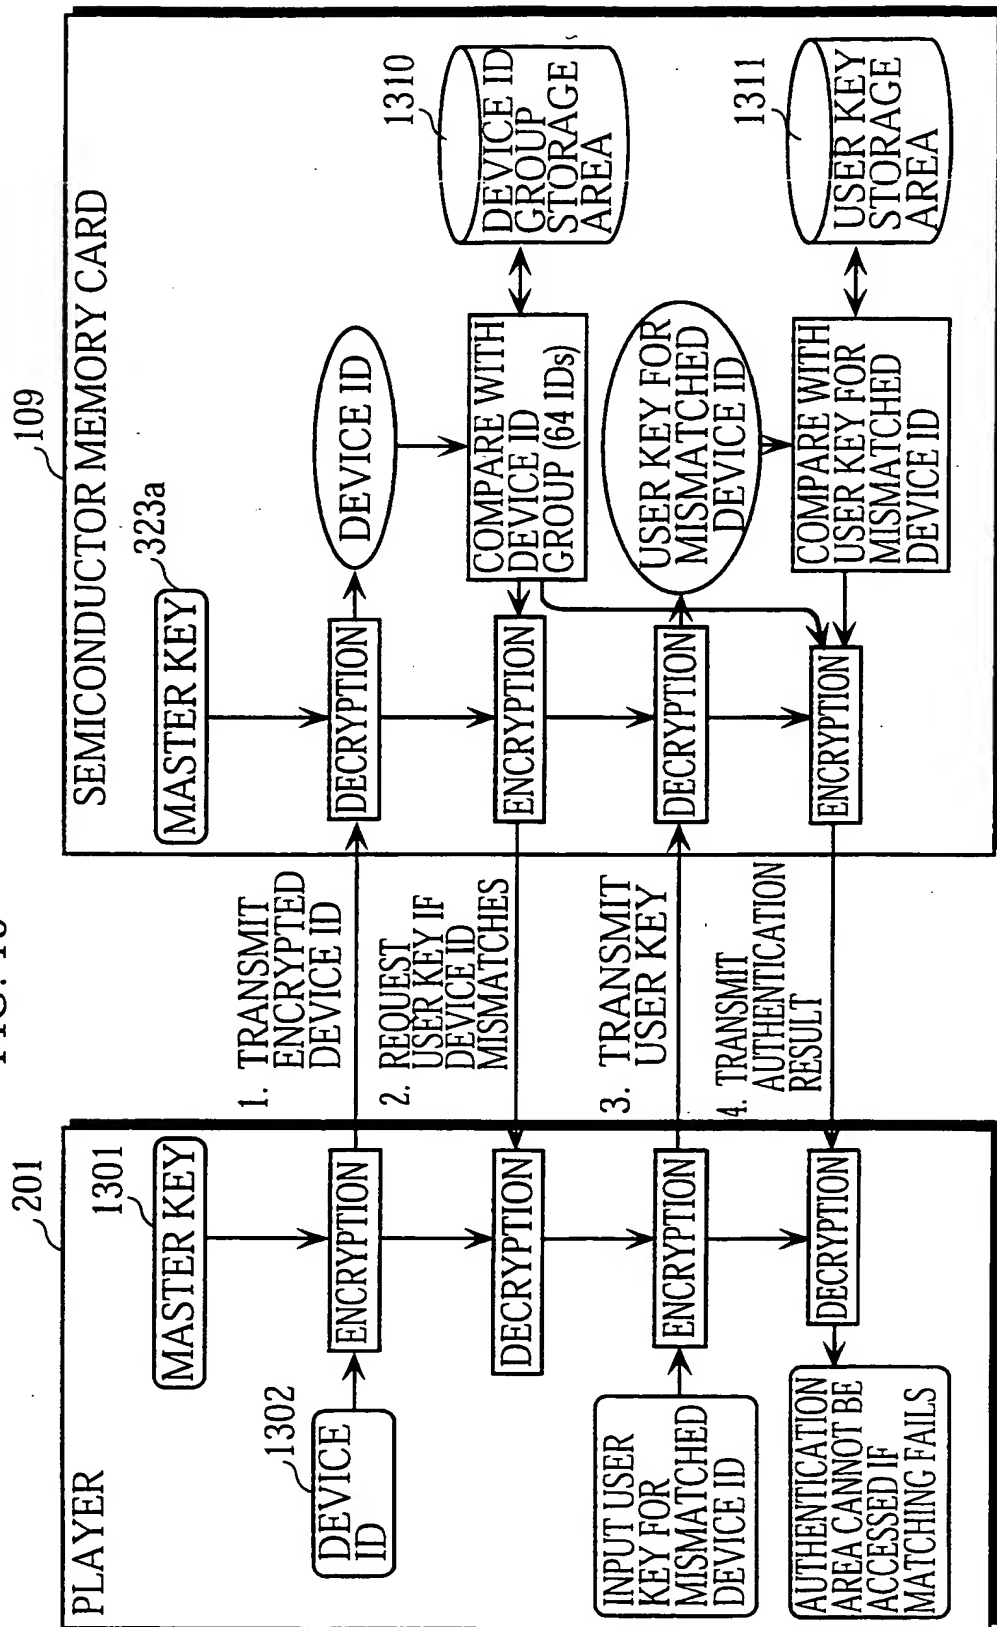 PLAYER
201
MASTER KEY
1301
DEVICE
ID
1302
ENCRYPTION
DECRYPTION
INPUT USER
KEY FOR
MISMATCHED
DEVICE ID
ENCRYPTION
AUTHENTICATION
AREA CANNOT BE
ACCESSED IF
MATCHING FAILS
DECRYPTION
1. TRANSMIT
ENCRYPTED
DEVICE ID
2. REQUEST
USER KEY IF
DEVICE ID
MISMATCHES
3. TRANSMIT
USER KEY
4. TRANSMIT
AUTHENTICATION
RESULT
SEMICONDUCTOR MEMORY CARD
109
MASTER KEY
323a
DECRYPTION
DEVICE ID
ENCRYPTION
COMPARE WITH
DEVICE ID
GROUP (64 IDs)
DEVICE ID
GROUP
STORAGE
AREA
1310
DECRYPTION
USER KEY FOR
MISMATCHED
DEVICE ID
ENCRYPTION
COMPARE WITH
USER KEY FOR
MISMATCHED
DEVICE ID
USER KEY
STORAGE
AREA
1311